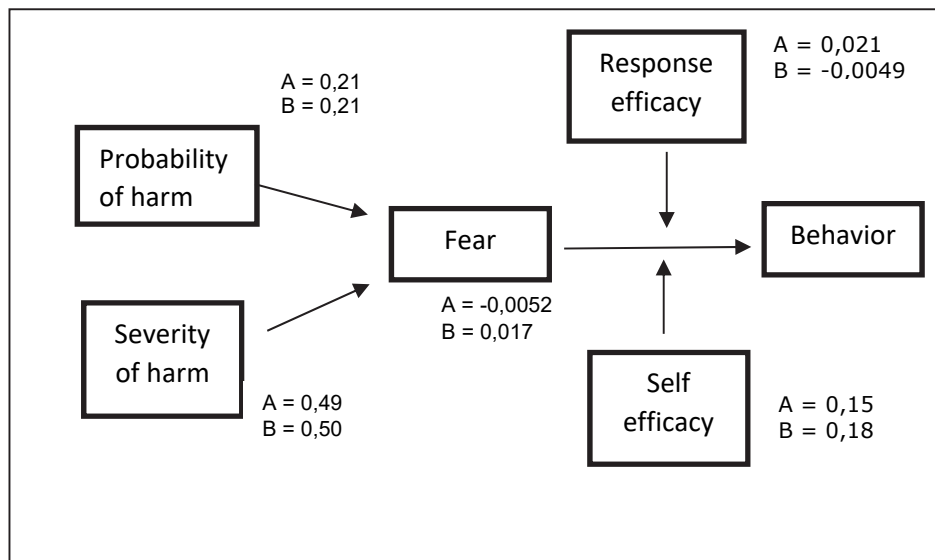 A = 0,21
B = 0,21
Probability
of harm
Severity
of harm
A = 0,49
B = 0,50
Fear
A = -0,0052
B = 0,017
Response
efficacy
A = 0,021
B = -0,0049
Behavior
Self
efficacy
A = 0,15
B = 0,18